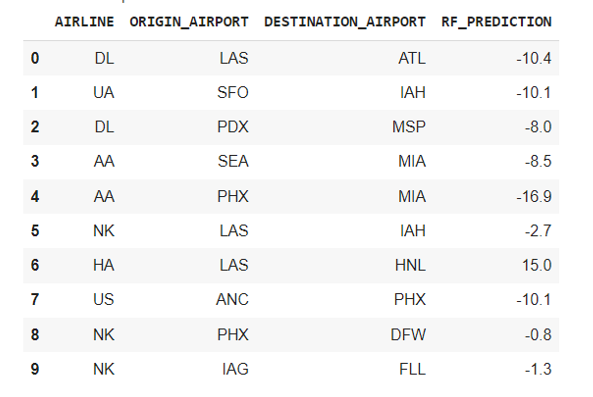 AIRLINE ORIGIN_AIRPORT DESTINATION_AIRPORT RF_PREDICTION
0 DL LAS ATL -10.4
1 UA SFO IAH -10.1
2 DL PDX MSP -8.0
3 AA SEA MIA -8.5
4 AA PHX MIA -16.9
5 NK LAS IAH -2.7
6 HA LAS HNL 15.0
7 US ANC PHX -10.1
8 NK PHX DFW -0.8
9 NK IAG FLL -1.3